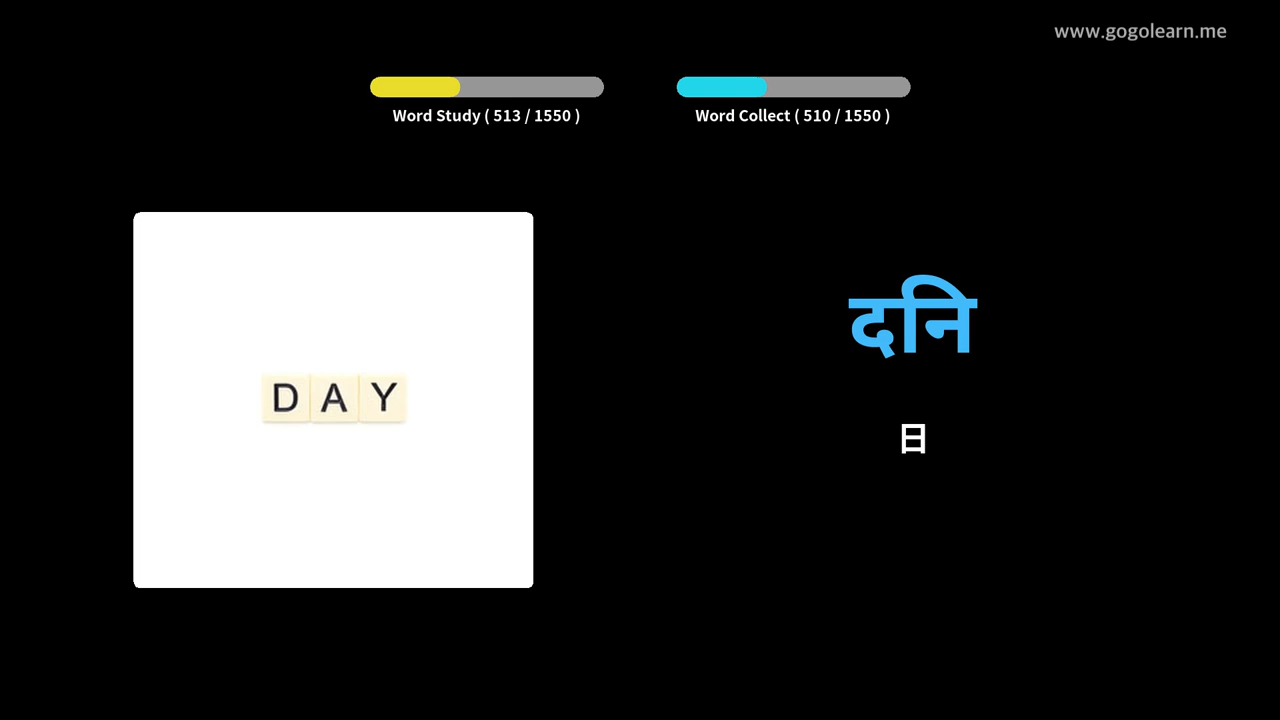 www.gogolearn.me
Word Study ( 513 / 1550 )
Word Collect ( 510 / 1550 )
DAY
दनि
日